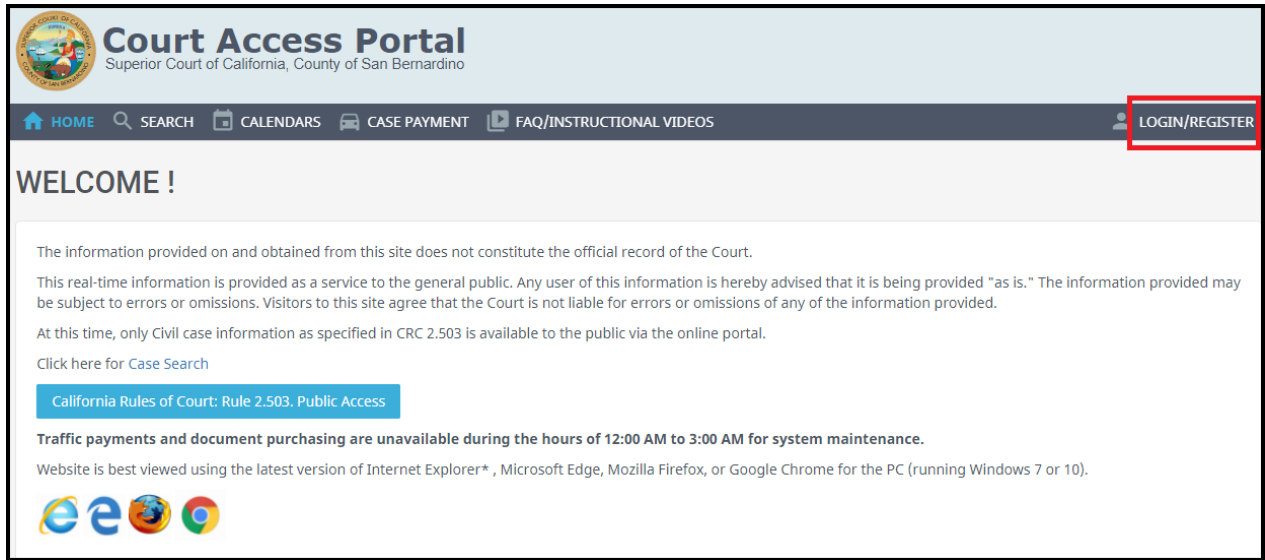 Court Access Portal
Superior Court of California, County of San Bernardino
HOME SEARCH CALENDARS CASE PAYMENT FAQ/INSTRUCTIONAL VIDEOS LOGIN/REGISTER
WELCOME !
The information provided on and obtained from this site does not constitute the official record of the Court.
This real-time information is provided as a service to the general public. Any user of this information is hereby advised that it is being provided "as is." The information provided may
be subject to errors or omissions. Visitors to this site agree that the Court is not liable for errors or omissions of any of the information provided.
At this time, only Civil case information as specified in CRC 2.503 is available to the public via the online portal.
Click here for Case Search
California Rules of Court: Rule 2.503. Public Access
Traffic payments and document purchasing are unavailable during the hours of 12:00 AM to 3:00 AM for system maintenance.
Website is best viewed using the latest version of Internet Explorer* , Microsoft Edge, Mozilla Firefox, or Google Chrome for the PC (running Windows 7 or 10).